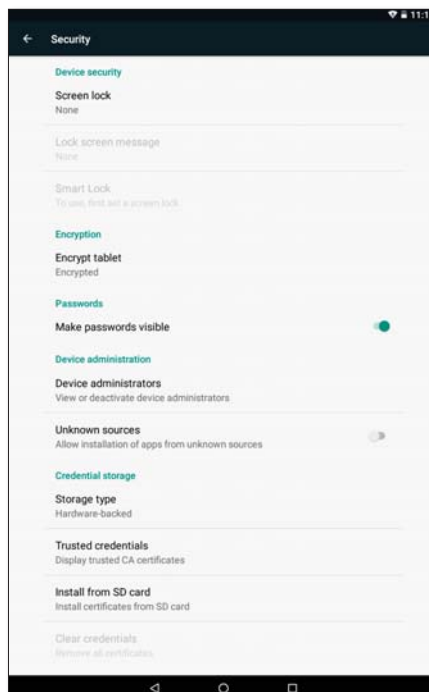 11:1
Security
Device security
Screen lock
None
Lock screen message
None
Smart Lock
To use, first set a screen lock
Encryption
Encrypt tablet
Encrypted
Passwords
Make passwords visible
Device administration
Device administrators
View or deactivate device administrators
Unknown sources
Allow installation of apps from unknown sources
Credential storage
Storage type
Hardware-backed
Trusted credentials
Display trusted CA certificates
Install from SD card
Install certificates from SD card
Clear credentials
Remove all certificates